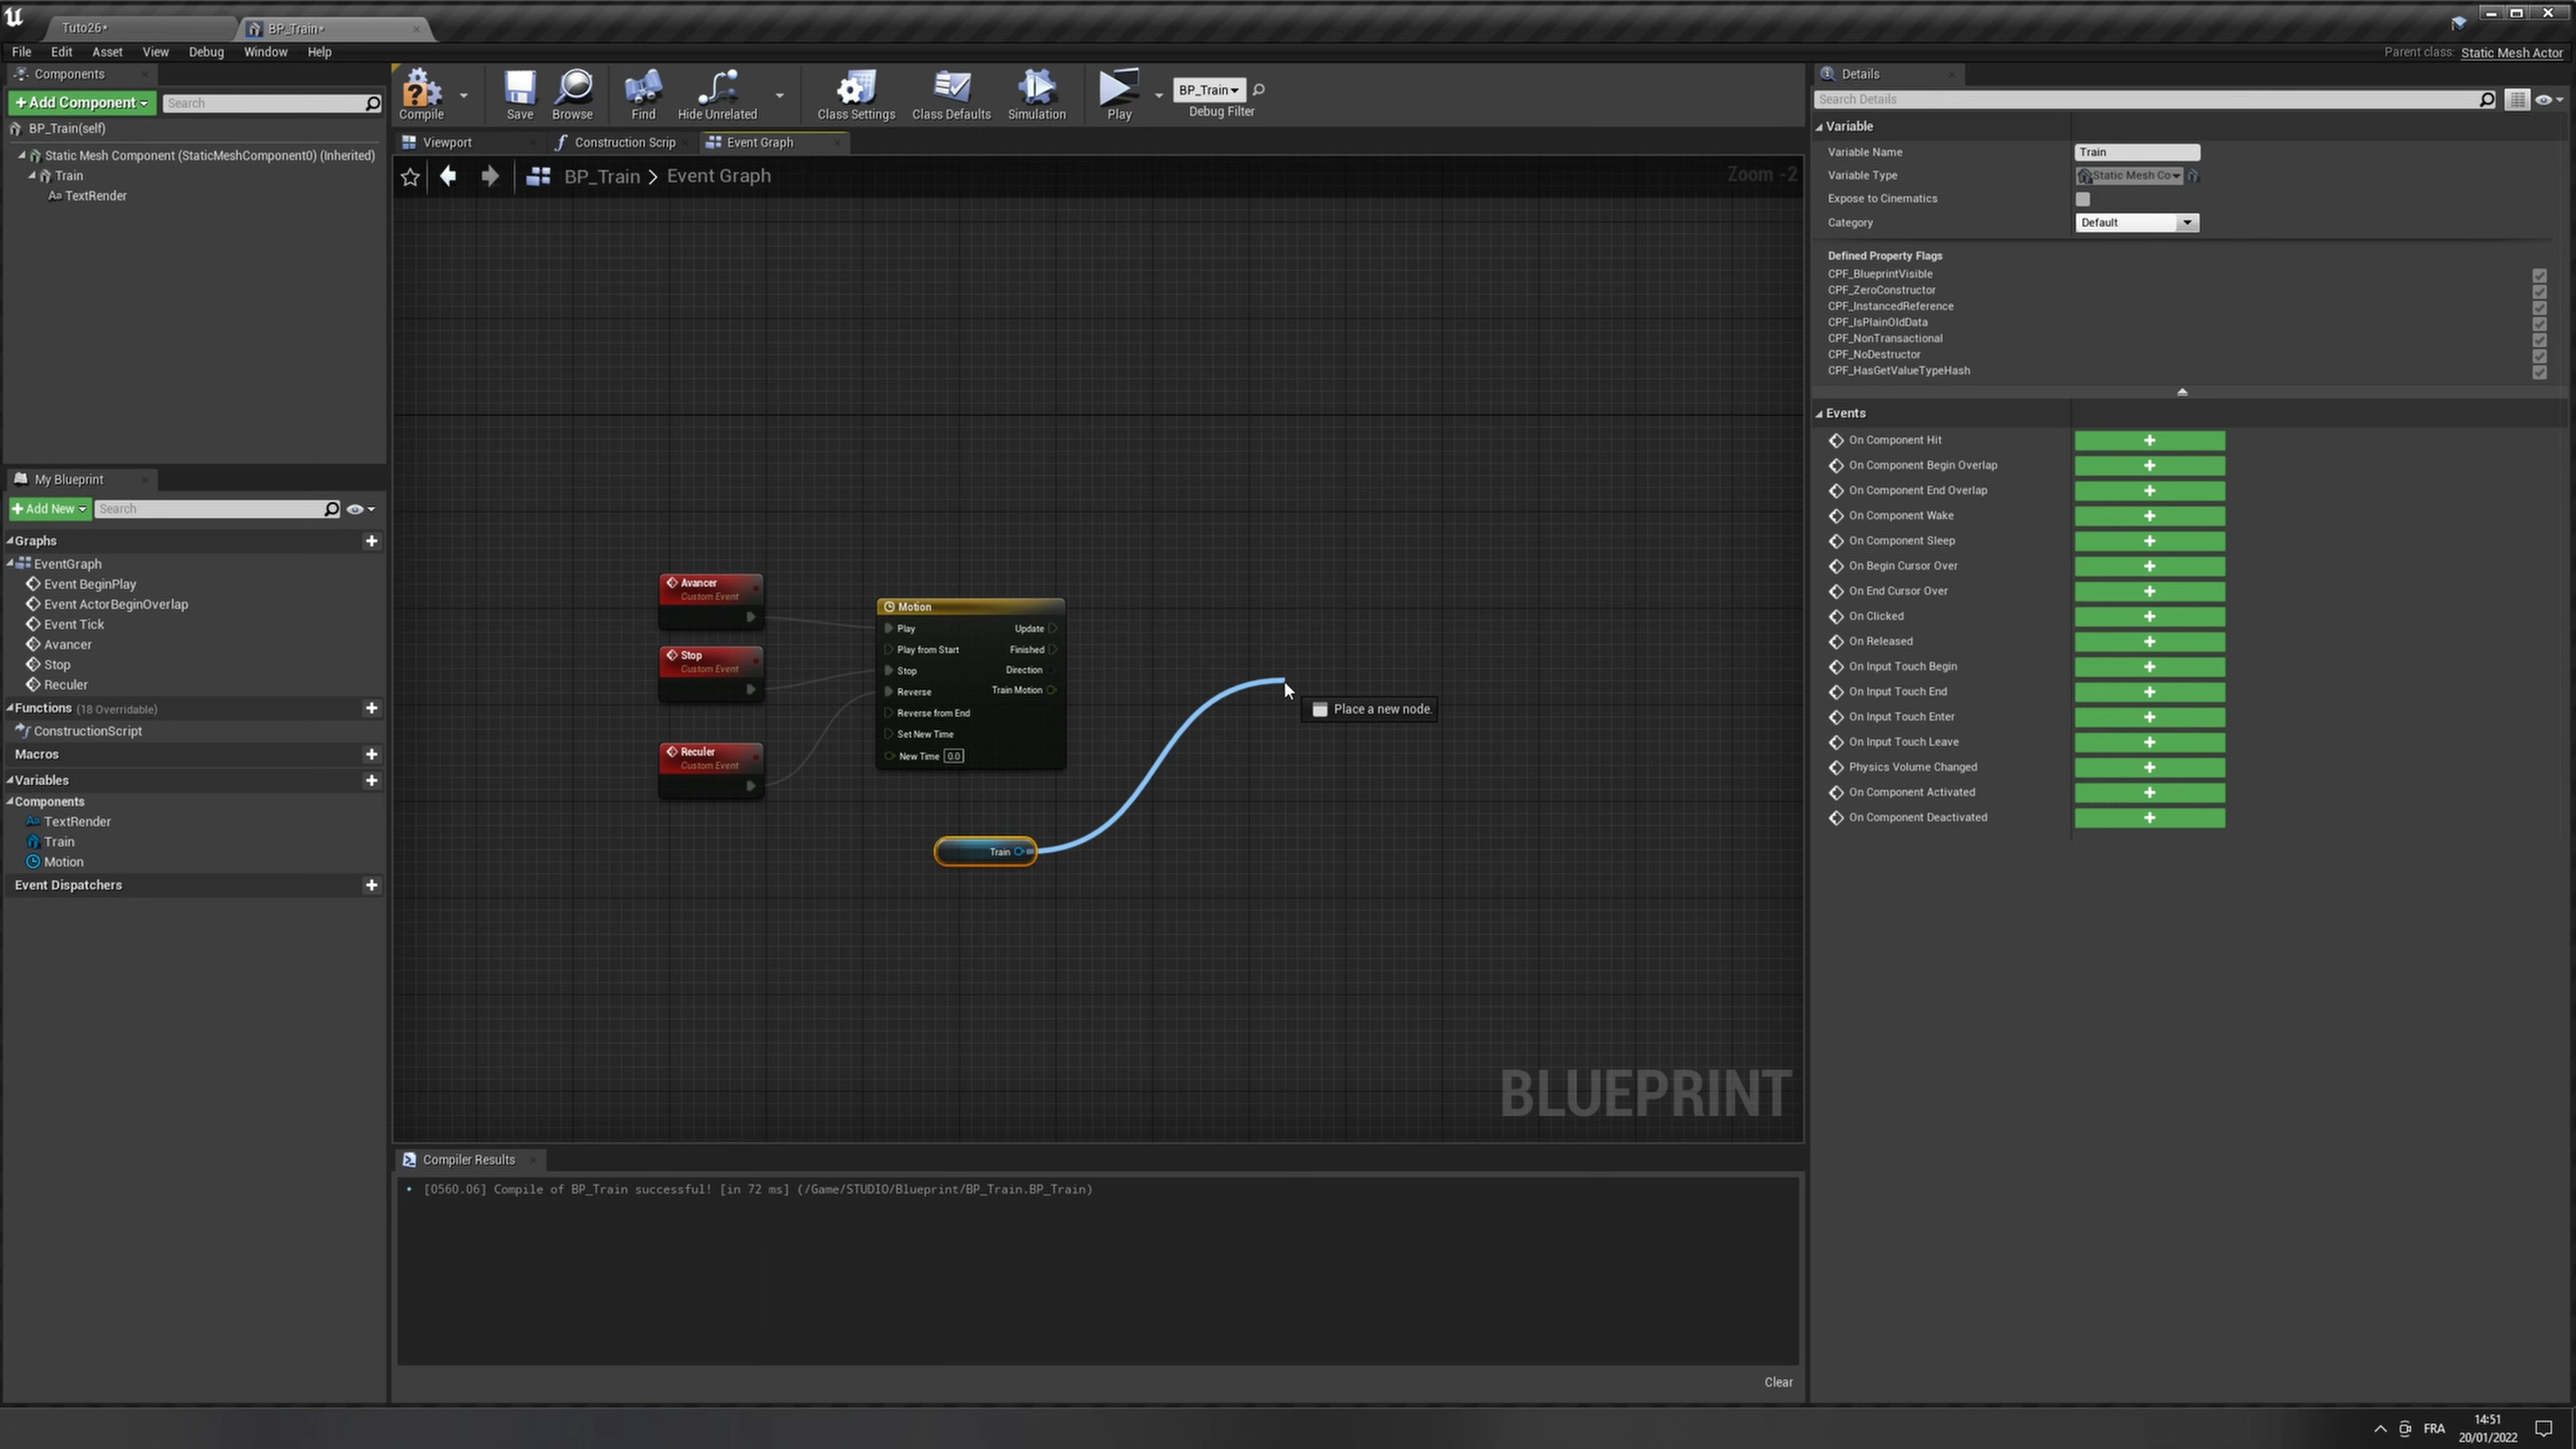 Tuto26•
BP_Train•
File Edit Asset View Debug Window Help
Parent class: Static Mesh Actor
Components
+Add Component
Search
BP_Train(self)
Static Mesh Component (StaticMeshComponent0) (Inherited)
Train
TextRender
My Blueprint
+Add New
Search
Graphs
EventGraph
Event BeginPlay
Event ActorBeginOverlap
Event Tick
Avancer
Stop
Reculer
Functions (18 Overridable)
ConstructionScript
Macros
Variables
Components
TextRender
Train
Motion
Event Dispatchers
Compile
Save
Browse
Find
Hide Unrelated
Class Settings
Class Defaults
Simulation
Play
BP_Train
Debug Filter
Viewport
Construction Scrip
Event Graph
BP_Train > Event Graph
Zoom -2
Avancer
Custom Event
Stop
Custom Event
Reculer
Custom Event
Motion
Play Update
Play from Start Finished
Stop Direction
Reverse Train Motion
Reverse from End
Set New Time
New Time 0.0
Train
Place a new node.
BLUEPRINT
Compiler Results
[0560.06] Compile of BP_Train successful! [in 72 ms] (/Game/STUDIO/Blueprint/BP_Train.BP_Train)
Clear
Details
Search Details
Variable
Variable Name Train
Variable Type Static Mesh Co
Expose to Cinematics
Category Default
Defined Property Flags
CPF_BlueprintVisible
CPF_ZeroConstructor
CPF_InstancedReference
CPF_IsPlainOldData
CPF_NonTransactional
CPF_NoDestructor
CPF_HasGetValueTypeHash
Events
On Component Hit
On Component Begin Overlap
On Component End Overlap
On Component Wake
On Component Sleep
On Begin Cursor Over
On End Cursor Over
On Clicked
On Released
On Input Touch Begin
On Input Touch End
On Input Touch Enter
On Input Touch Leave
Physics Volume Changed
On Component Activated
On Component Deactivated
FRA
14:51
20/01/2022